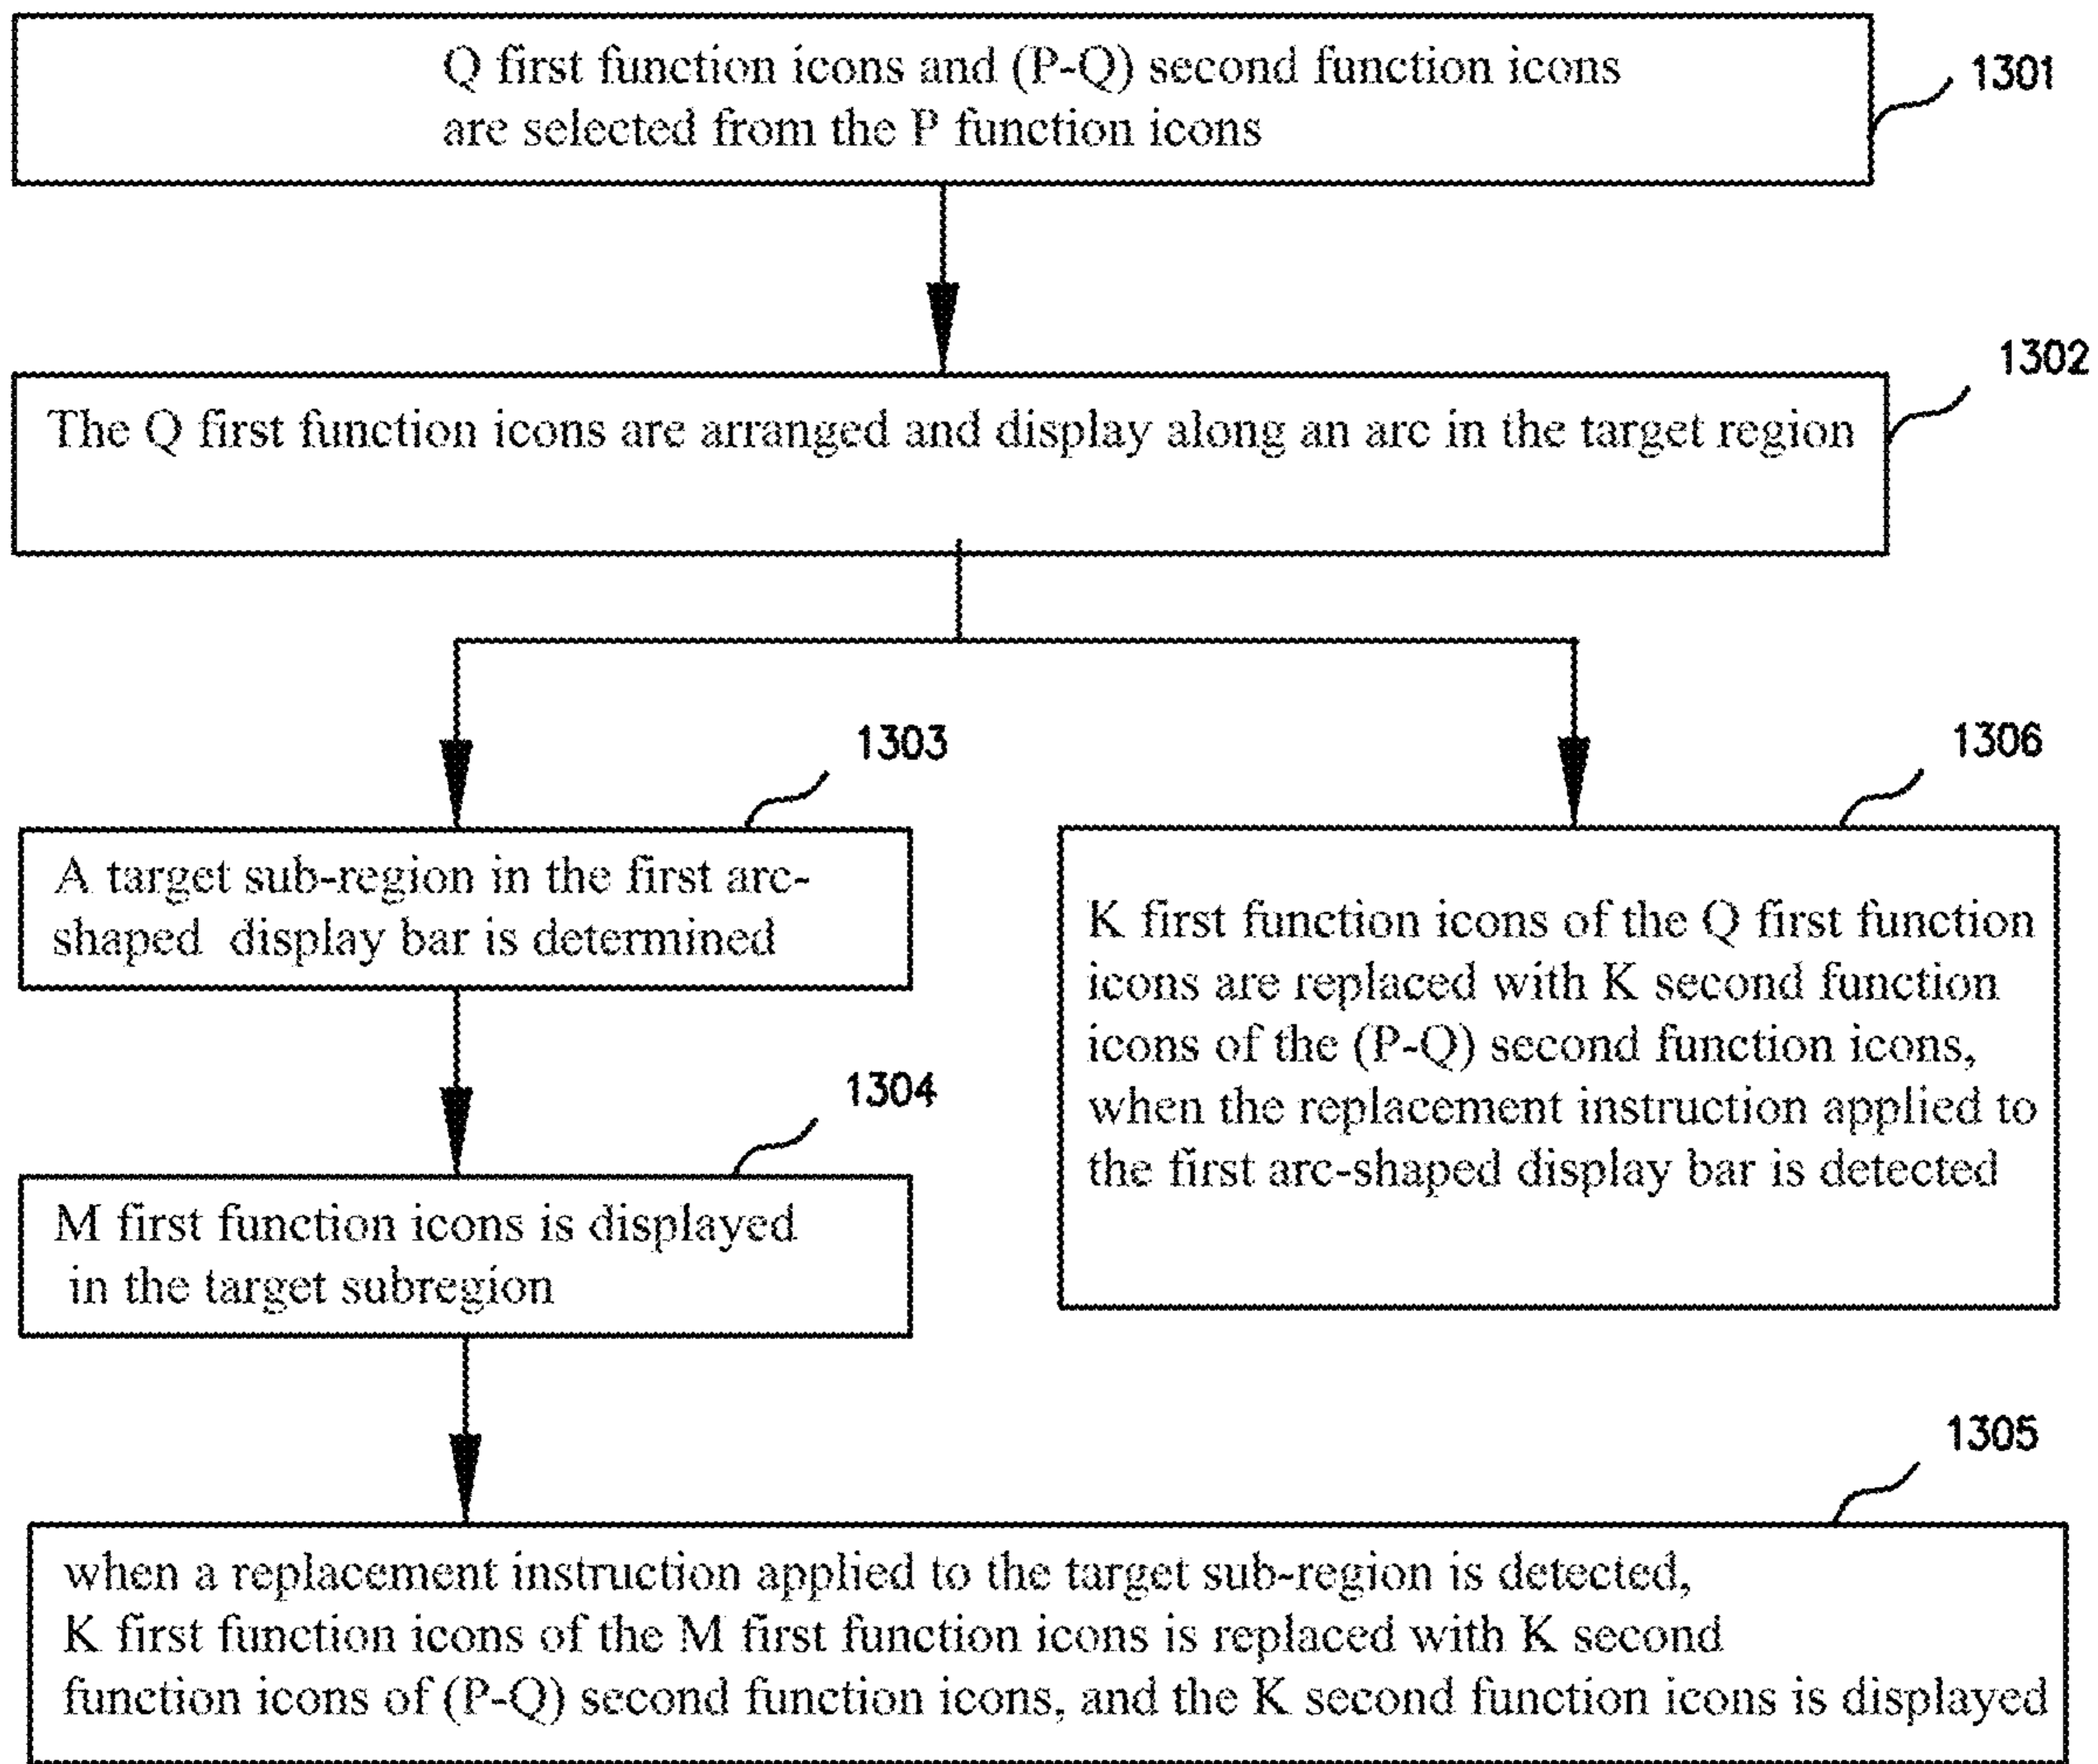 Q first function icons and (P-Q) second function icons
are selected from the P function icons
1301
1302
The Q first function icons are arranged and display along an arc in the target region
1303
A target sub-region in the first arc-
shaped display bar is determined
1306
K first function icons of the Q first function
icons are replaced with K second function
icons of the (P-Q) second function icons,
when the replacement instruction applied to
the first arc-shaped display bar is detected
1304
M first function icons is displayed
in the target subregion
1305
when a replacement instruction applied to the target sub-region is detected,
K first function icons of the M first function icons is replaced with K second
function icons of (P-Q) second function icons, and the K second function icons is displayed